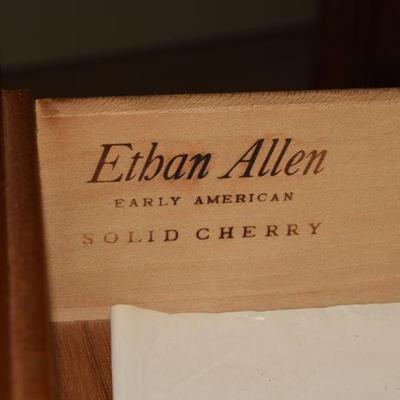 Ethan Allen
EARLY AMERICAN
SOLID CHERRY